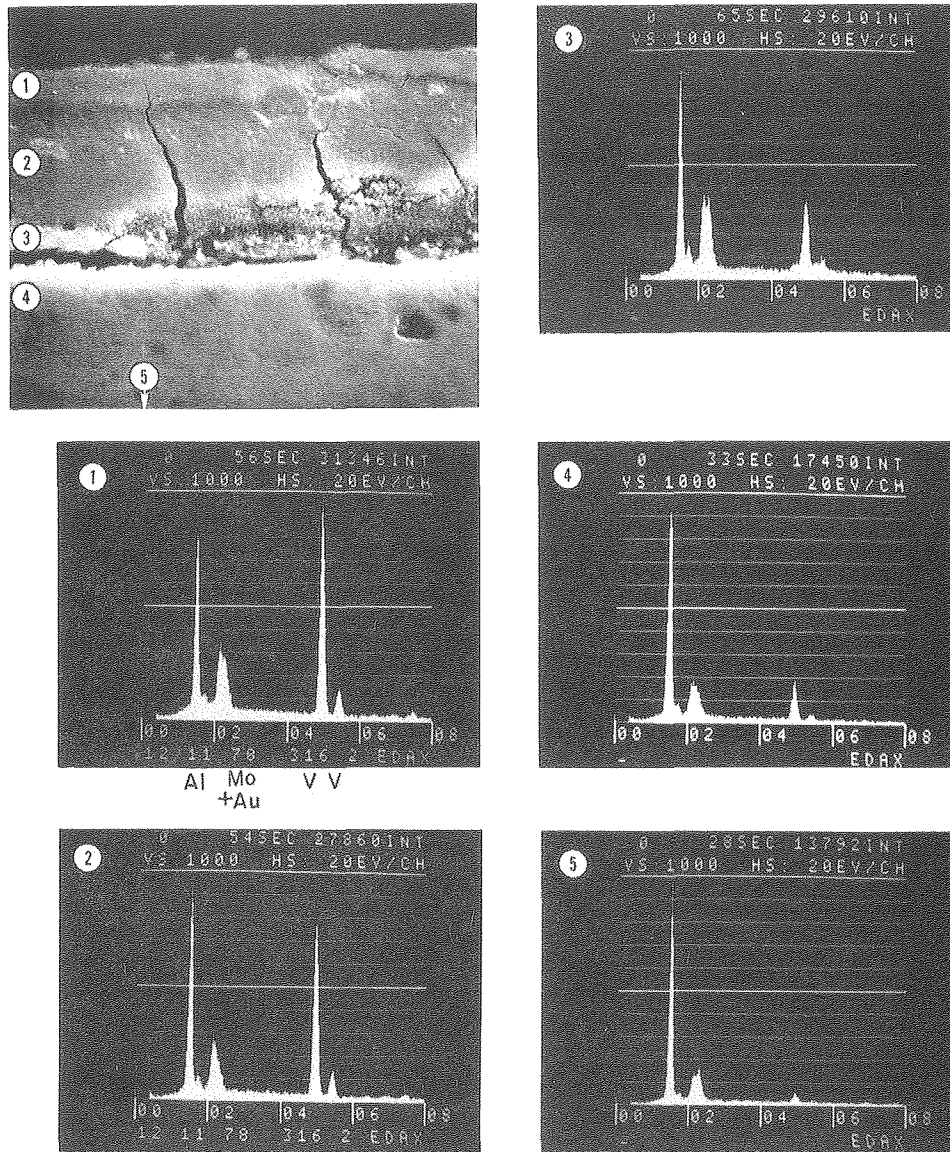 1
2
3
4
5
3
0 65SEC 29610INT
VS:1000 HS: 20EV/CH
00 02 04 06 08
EDAX
1
0 56SEC 31346INT
VS:1000 HS: 20EV/CH
00 02 04 06 08
12 11 78 316 2 EDAX
Al Mo V V
+Au
4
0 33SEC 17450INT
VS:1000 HS: 20EV/CH
00 02 04 06 08
- EDAX
2
0 54SEC 27860INT
VS 1000 HS: 20EV/CH
00 02 04 06 08
12 11 78 316 2 EDAX
5
0 28SEC 13792INT
VS:1000 HS: 20EV/CH
00 02 04 06 08
- EDAX